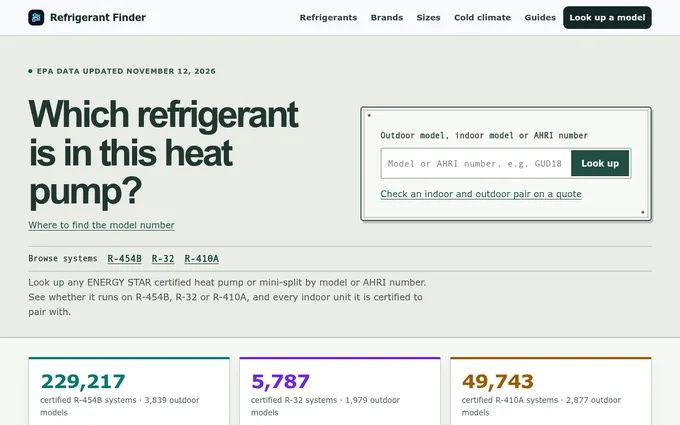 Refrigerant Finder
Refrigerants Brands Sizes Cold climate Guides Look up a model
EPA DATA UPDATED NOVEMBER 12, 2026
Which refrigerant
is in this heat
pump?
Where to find the model number
Outdoor model, indoor model or AHRI number
Model or AHRI number, e.g. GUD18 Look up
Check an indoor and outdoor pair on a quote
Browse systems R-454B R-32 R-410A
Look up any ENERGY STAR certified heat pump or mini-split by model or AHRI number.
See whether it runs on R-454B, R-32 or R-410A, and every indoor unit it is certified to
pair with.
229,217
certified R-454B systems · 3,839 outdoor
models
5,787
certified R-32 systems · 1,979 outdoor
models
49,743
certified R-410A systems · 2,877 outdoor
models